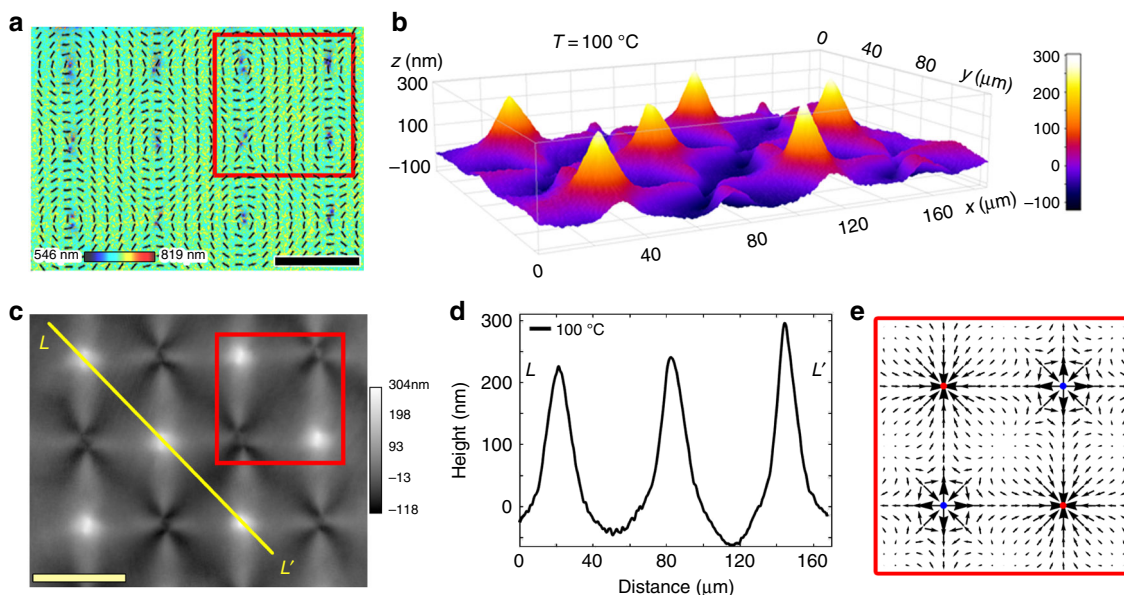 a
546 nm
819 nm
b
T = 100 °C
z (nm)
300
100
−100
0
40
80
y (μm)
0
40
80
120
160
x (μm)
300
200
100
0
−100
c
L
L′
304nm
198
93
−13
−118
d
100 °C
L
L′
Height (nm)
300
200
100
0
0
40
80
120
160
Distance (μm)
e